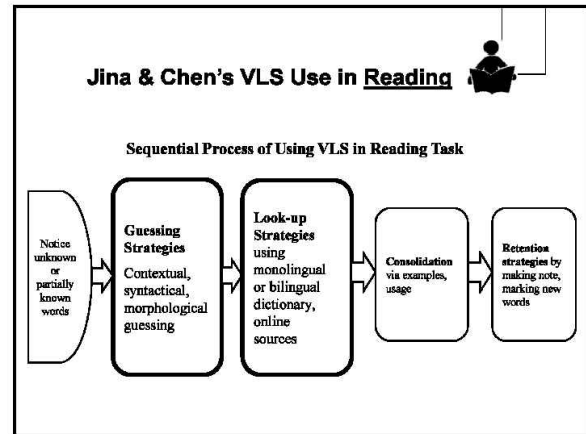 Jina & Chen's VLS Use in Reading
Sequential Process of Using VLS in Reading Task
Notice
unknown
or
partially
known
words
Guessing
Strategies
Contextual,
syntactical,
morphological
guessing
Look-up
Strategies
using
monolingual
or bilingual
dictionary,
online
sources
Consolidation
via examples,
usage
Retention
strategies by
making note,
marking new
words